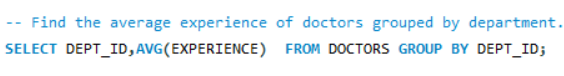 -- Find the average experience of doctors grouped by department.
SELECT DEPT_ID,AVG(EXPERIENCE)  FROM DOCTORS GROUP BY DEPT_ID;